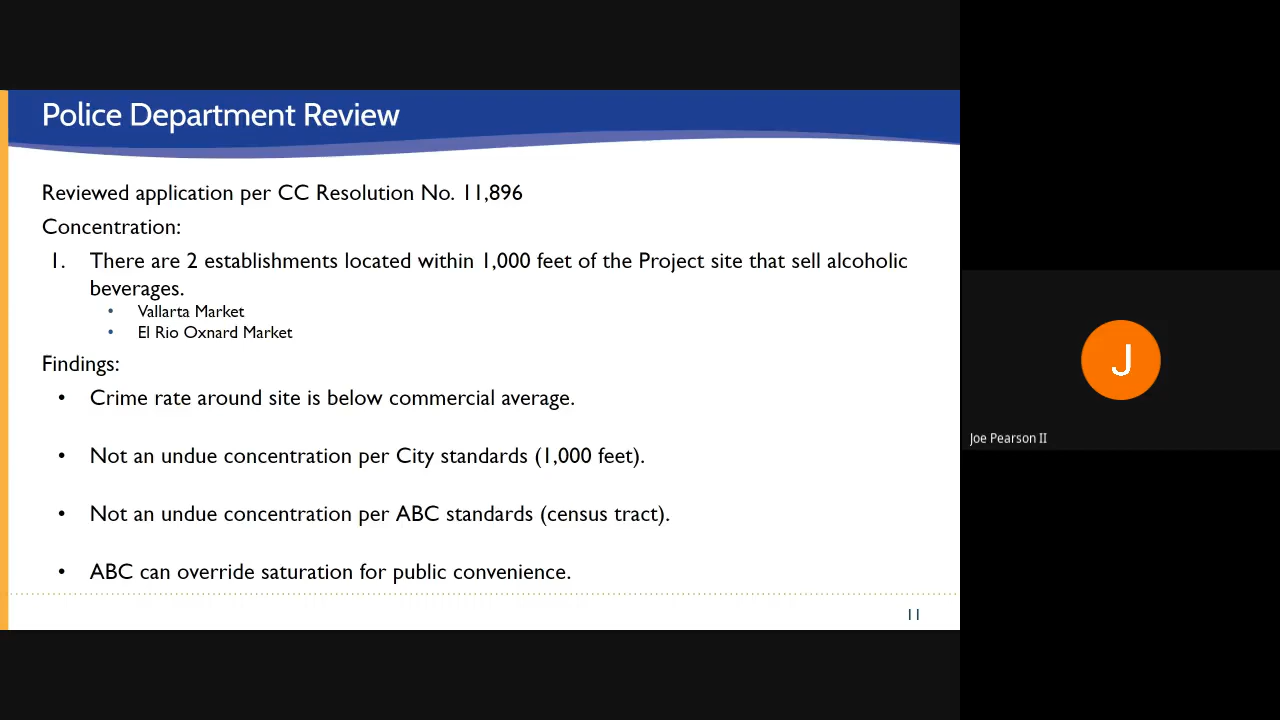 Police Department Review
Reviewed application per CC Resolution No. 11,896
Concentration:
1. There are 2 establishments located within 1,000 feet of the Project site that sell alcoholic
beverages.
• Vallarta Market
• El Rio Oxnard Market
Findings:
• Crime rate around site is below commercial average.
• Not an undue concentration per City standards (1,000 feet).
• Not an undue concentration per ABC standards (census tract).
• ABC can override saturation for public convenience.
11
J
Joe Pearson II